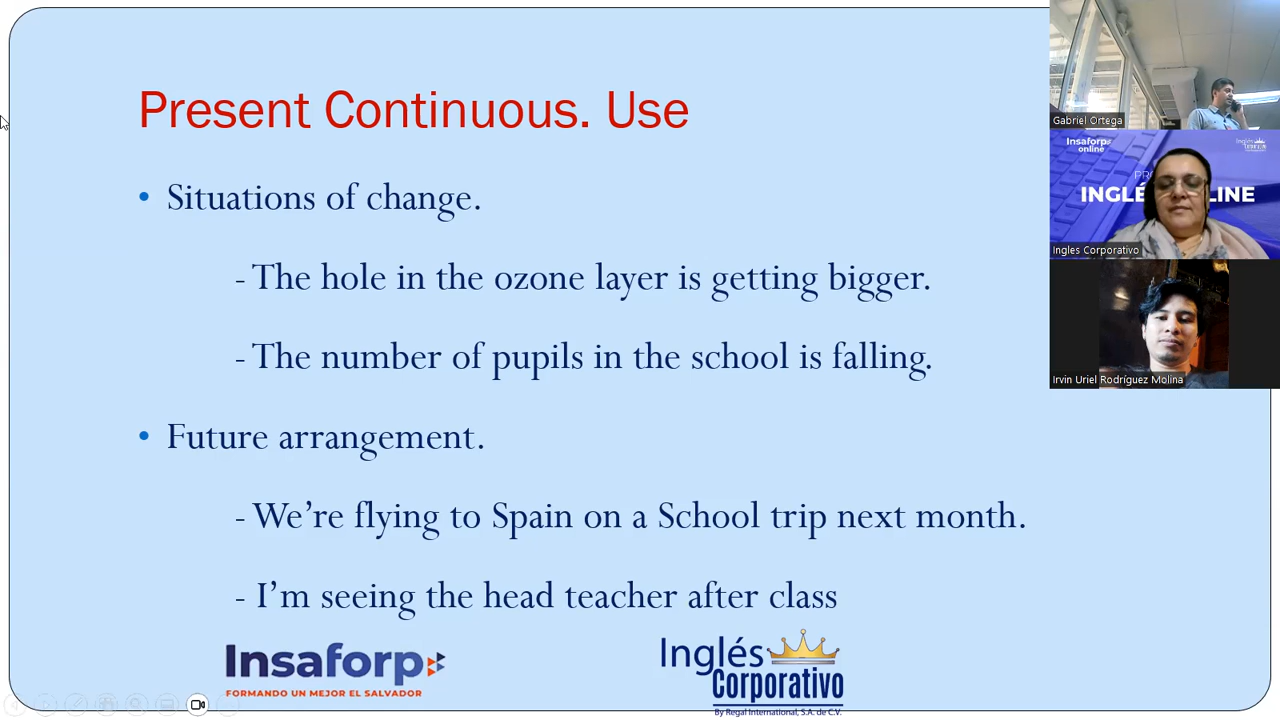 Present Continuous. Use
• Situations of change.
- The hole in the ozone layer is getting bigger.
- The number of pupils in the school is falling.
• Future arrangement.
- We’re flying to Spain on a School trip next month.
- I’m seeing the head teacher after class
Insaforp
FORMANDO UN MEJOR EL SALVADOR
Inglés
Corporativo
By Regal International, S.A. de C.V.
Gabriel Ortega
Insaforp
online
Ingles Corporativo
Irvin Uriel Rodríguez Molina